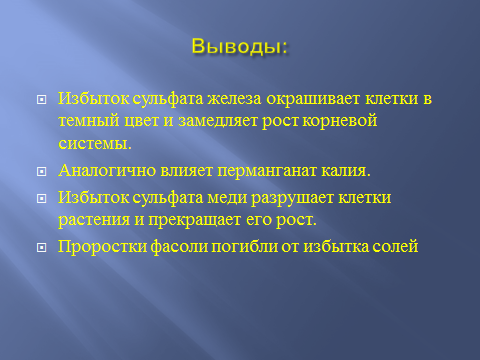 Выводы:
Избыток сульфата железа окрашивает клетки в
темный цвет и замедляет рост корневой
системы.
Аналогично влияет перманганат калия.
Избыток сульфата меди разрушает клетки
растения и прекращает его рост.
Проростки фасоли погибли от избытка солей